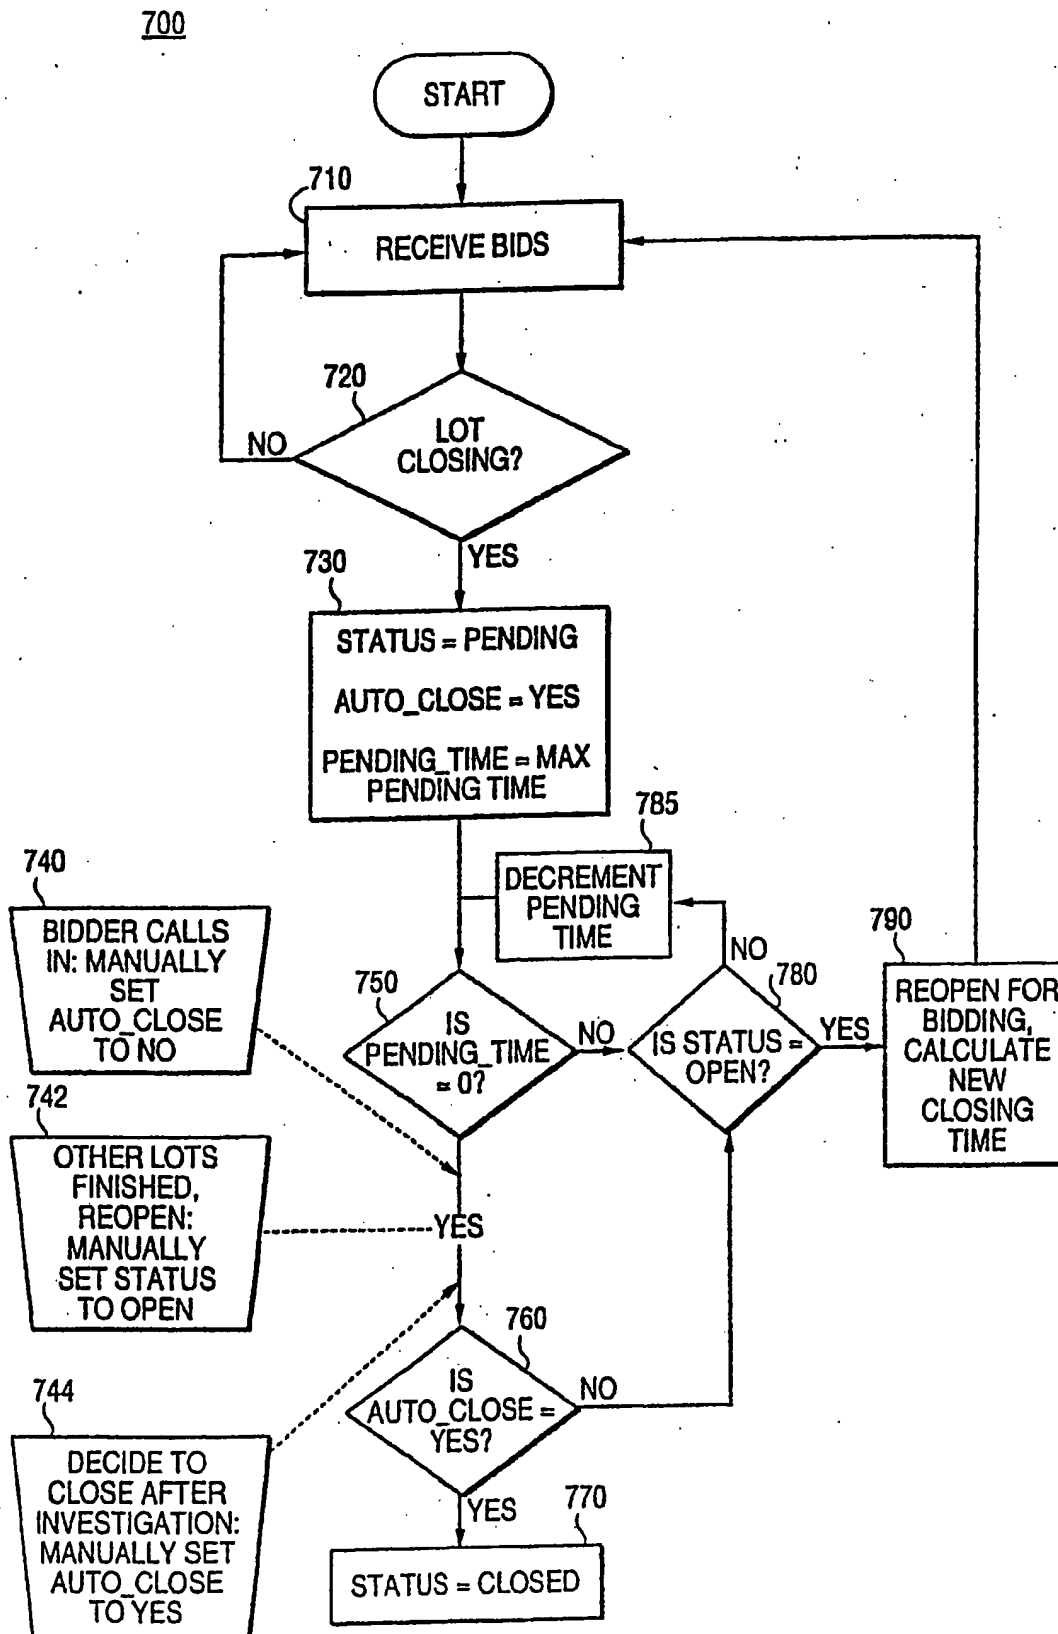 700
START
710
RECEIVE BIDS
720
LOT
CLOSING?
NO
YES
730
STATUS = PENDING
AUTO_CLOSE = YES
PENDING_TIME = MAX
PENDING TIME
785
DECREMENT
PENDING
TIME
740
BIDDER CALLS
IN: MANUALLY
SET
AUTO_CLOSE
TO NO
750
IS
PENDING_TIME
= 0?
NO
780
IS STATUS =
OPEN?
NO
YES
790
REOPEN FOR
BIDDING,
CALCULATE
NEW
CLOSING
TIME
742
OTHER LOTS
FINISHED,
REOPEN:
MANUALLY
SET STATUS
TO OPEN
YES
760
IS
AUTO_CLOSE =
YES?
NO
YES
744
DECIDE TO
CLOSE AFTER
INVESTIGATION:
MANUALLY SET
AUTO_CLOSE
TO YES
770
STATUS = CLOSED